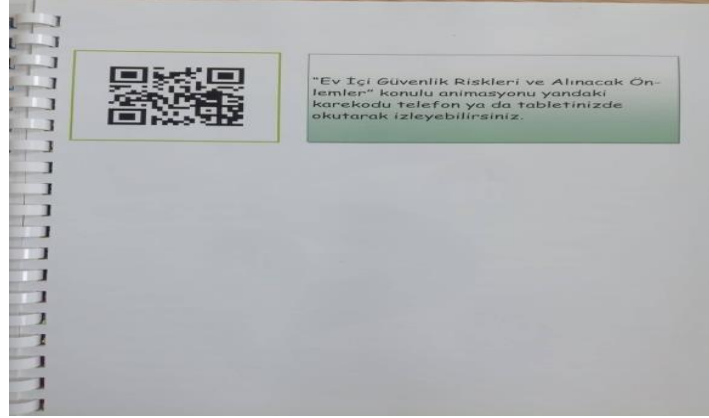 "Ev İçi Güvenlik Riskleri ve Alınacak Ön-
lemler" konulu animasyonu yandaki
karekodu telefon ya da tabletinizde
okutarak izleyebilirsiniz.